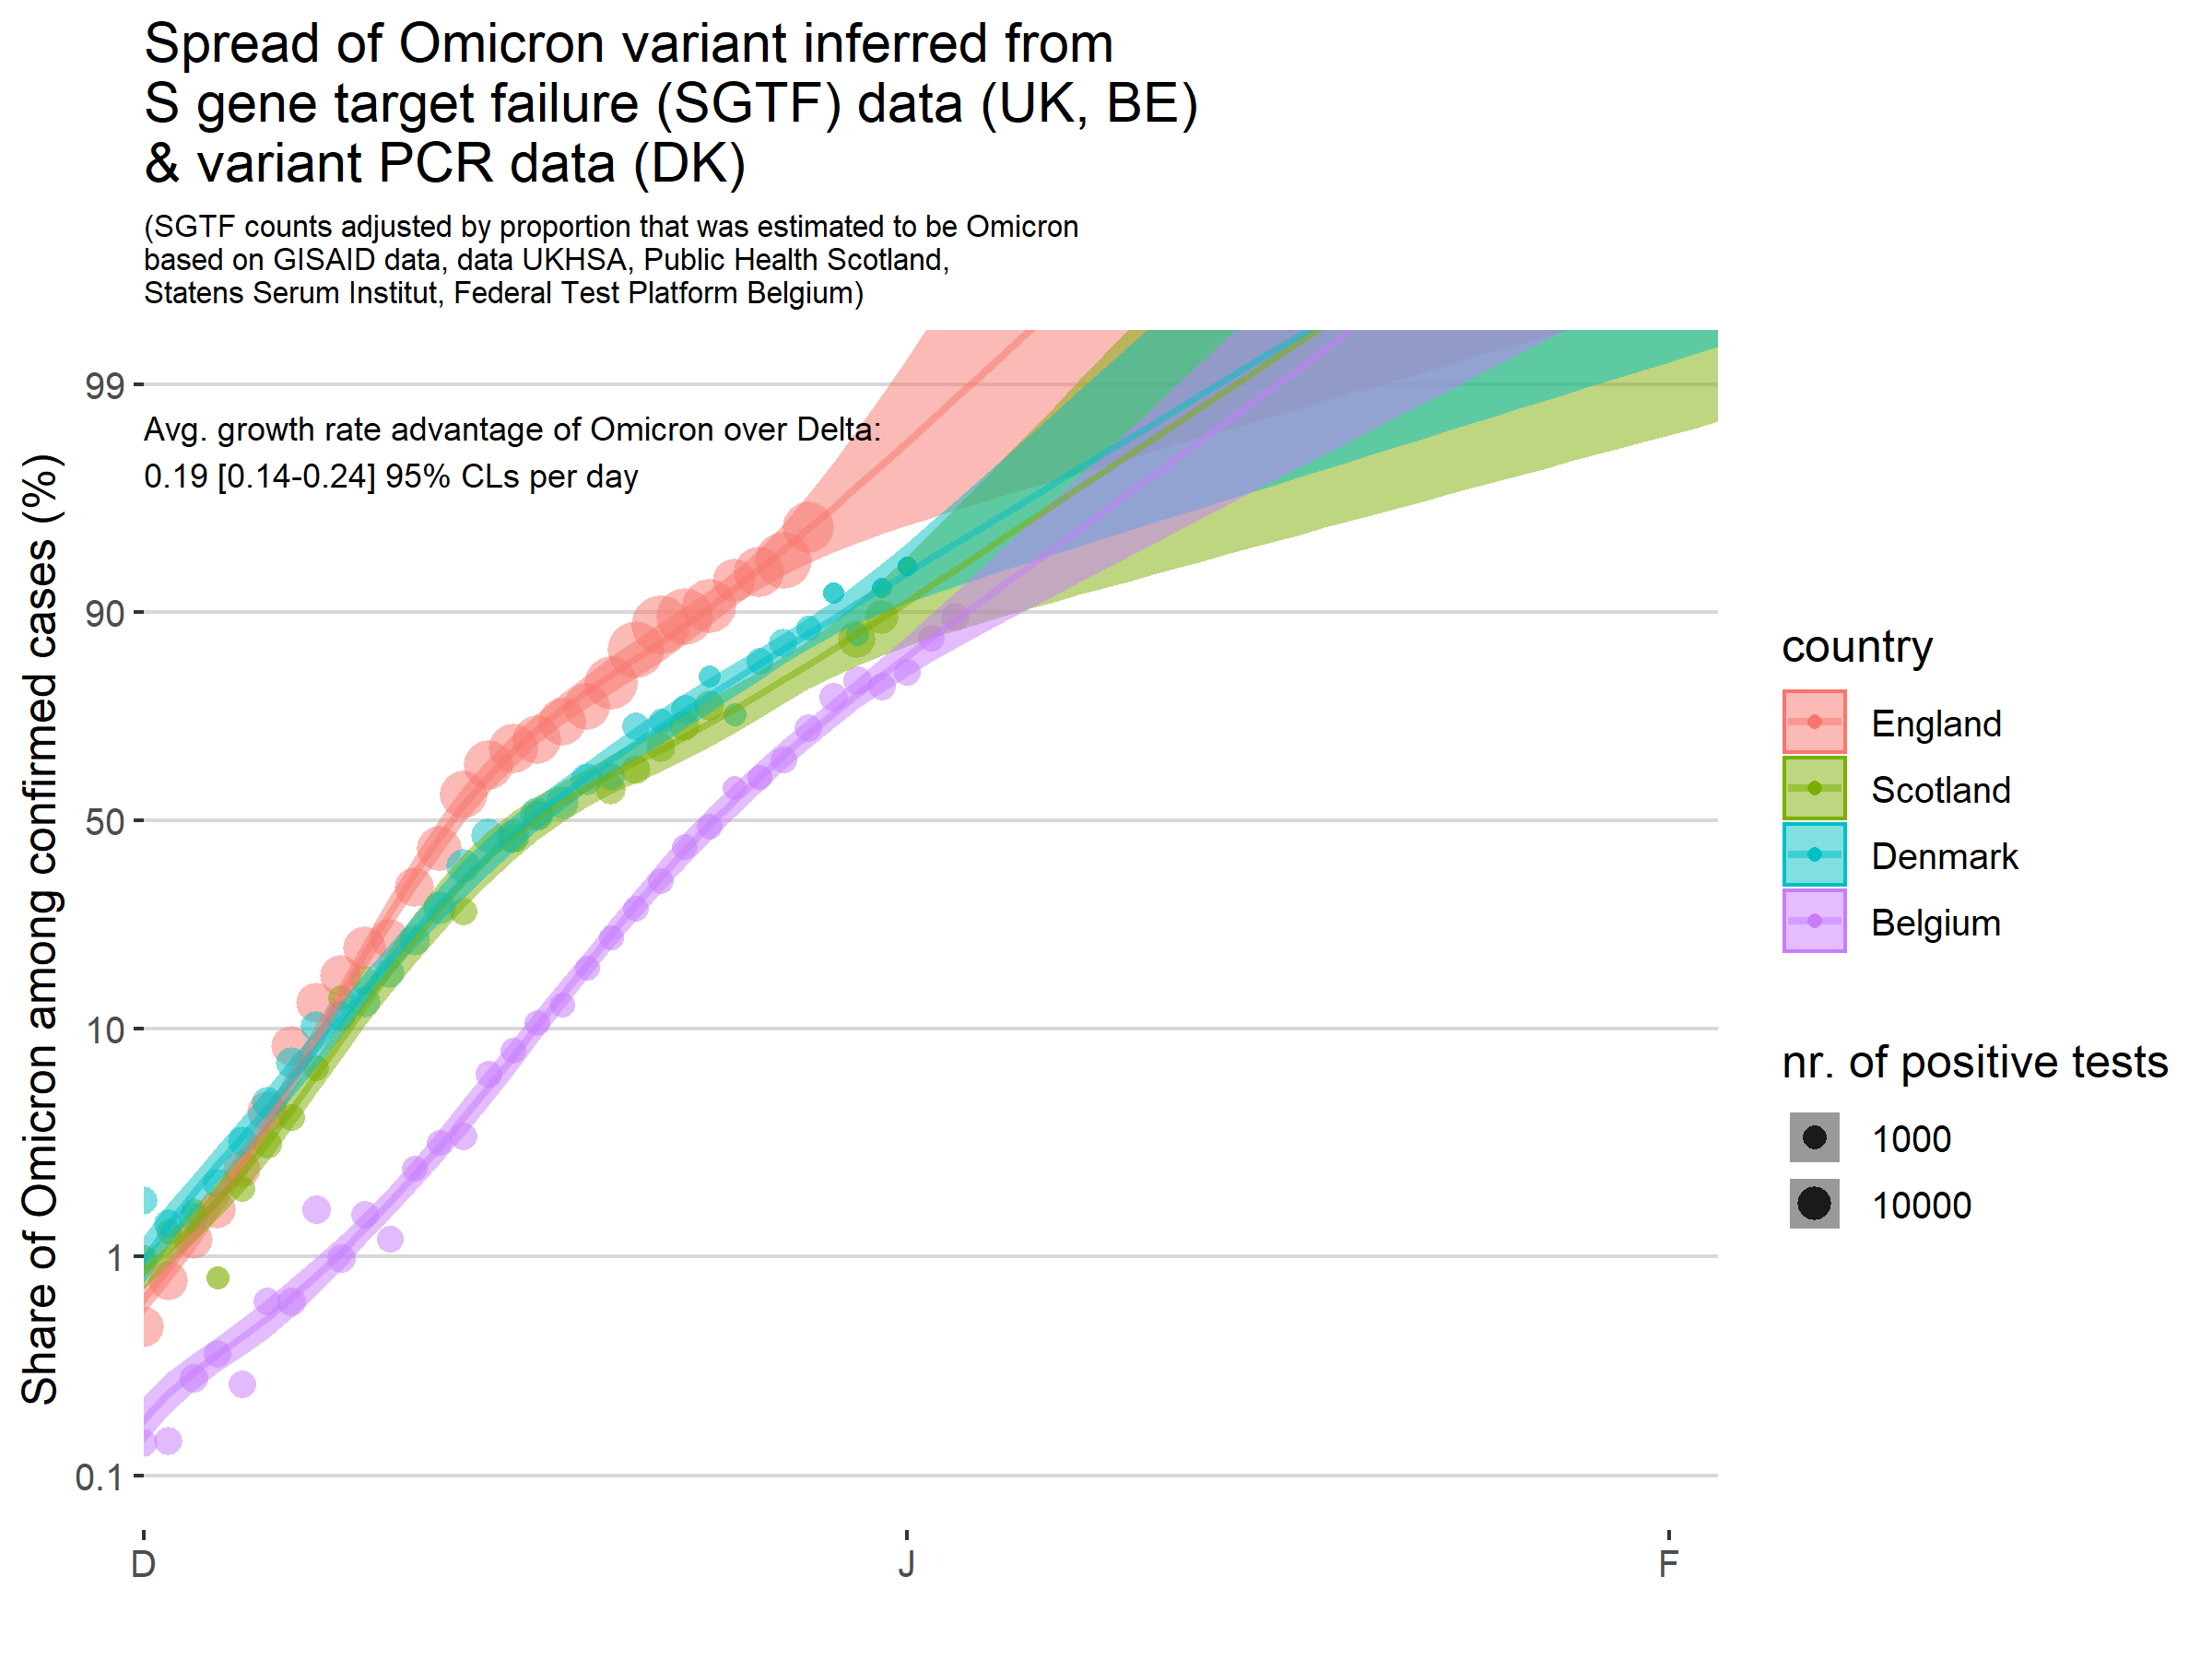 Spread of Omicron variant inferred from
S gene target failure (SGTF) data (UK, BE)
& variant PCR data (DK)
(SGTF counts adjusted by proportion that was estimated to be Omicron
based on GISAID data, data UKHSA, Public Health Scotland,
Statens Serum Institut, Federal Test Platform Belgium)
Avg. growth rate advantage of Omicron over Delta:
0.19 [0.14-0.24] 95% CLs per day
Share of Omicron among confirmed cases (%)
99
90
50
10
1
0.1
D
J
F
country
England
Scotland
Denmark
Belgium
nr. of positive tests
1000
10000